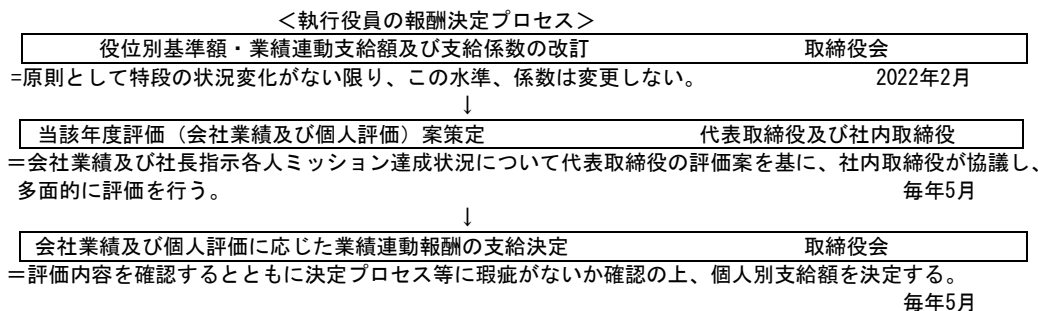 ＜執行役員の報酬決定プロセス＞
役位別基準額・業績連動支給額及び支給係数の改訂　取締役会
=原則として特段の状況変化がない限り、この水準、係数は変更しない。　2022年2月
↓
当該年度評価（会社業績及び個人評価）案策定　代表取締役及び社内取締役
＝会社業績及び社長指示各人ミッション達成状況について代表取締役の評価案を基に、社内取締役が協議し、
多面的に評価を行う。　毎年5月
↓
会社業績及び個人評価に応じた業績連動報酬の支給決定　取締役会
＝評価内容を確認するとともに決定プロセス等に瑕疵がないか確認の上、個人別支給額を決定する。
毎年5月